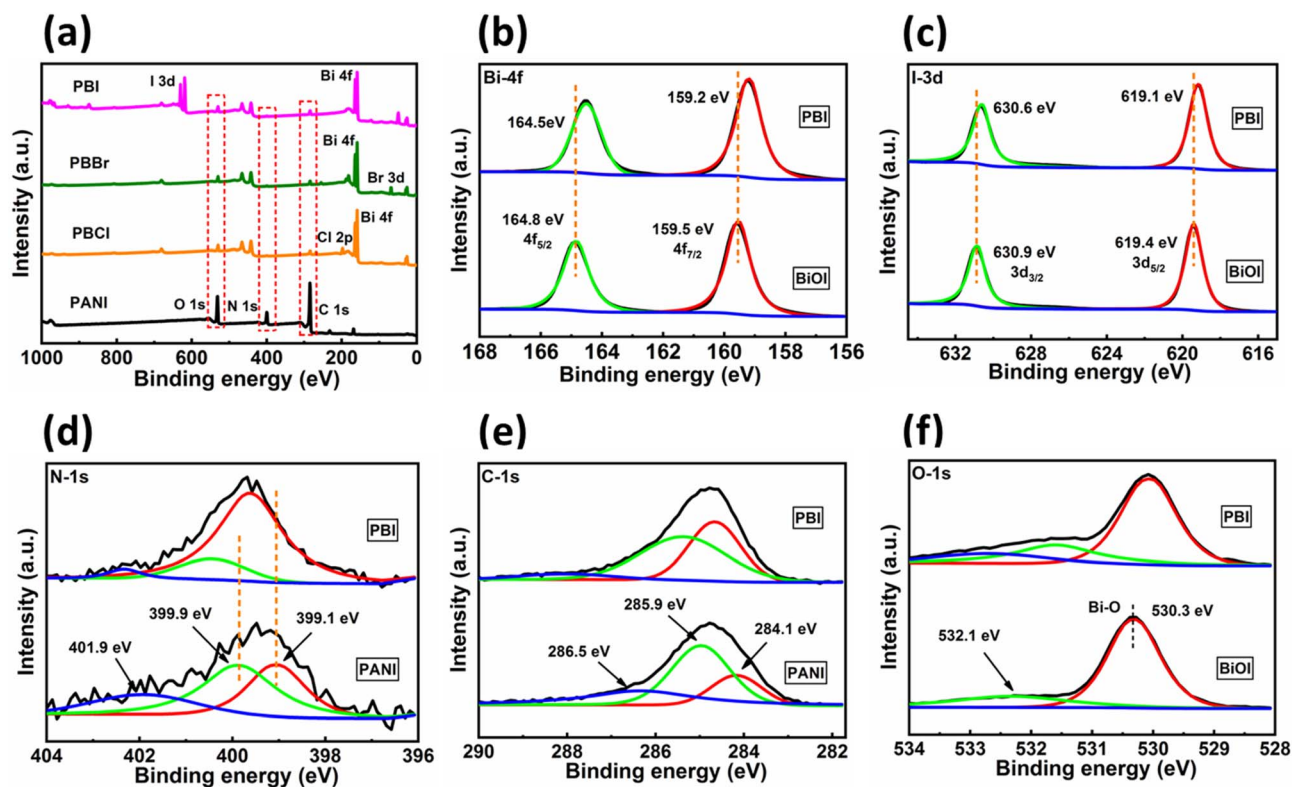 (a)
PBI
I 3d
Bi 4f
PBBr
Bi 4f
Br 3d
PBCl
Cl 2p
Bi 4f
PANI
O 1s
N 1s
C 1s
1000 800 600 400 200 0
Binding energy (eV)
Intensity (a.u.)
(b)
Bi-4f
164.5eV
159.2 eV
PBI
164.8 eV
4f5/2
159.5 eV
4f7/2
BiOI
168 166 164 162 160 158 156
Binding energy (eV)
Intensity (a.u.)
(c)
I-3d
630.6 eV
619.1 eV
PBI
630.9 eV
3d3/2
619.4 eV
3d5/2
BiOI
632 628 624 620 616
Binding energy (eV)
Intensity (a.u.)
(d)
N-1s
PBI
401.9 eV
399.9 eV
399.1 eV
PANI
404 402 400 398 396
Binding energy (eV)
Intensity (a.u.)
(e)
C-1s
PBI
286.5 eV
285.9 eV
284.1 eV
PANI
290 288 286 284 282
Binding energy (eV)
Intensity (a.u.)
(f)
O-1s
PBI
532.1 eV
Bi-O
530.3 eV
BiOI
534 533 532 531 530 529 528
Binding energy (eV)
Intensity (a.u.)